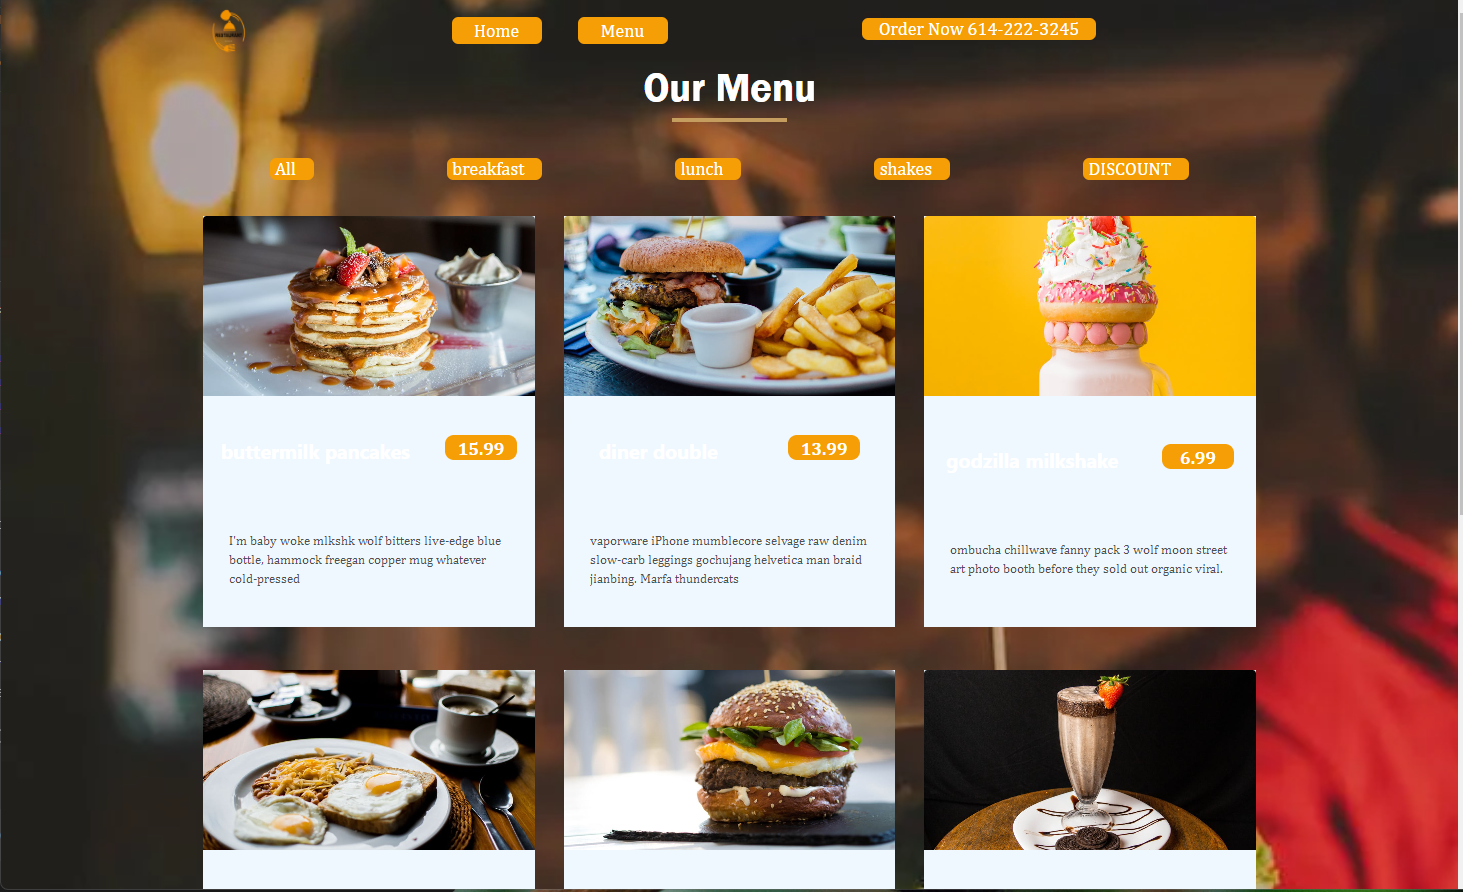 RESTAURANT
Home
Menu
Order Now 614-222-3245
Our Menu
All
breakfast
lunch
shakes
DISCOUNT
buttermilk pancakes
15.99
I'm baby woke mlkshk wolf bitters live-edge blue
bottle, hammock freegan copper mug whatever
cold-pressed
diner double
13.99
vaporware iPhone mumblecore selvage raw denim
slow-carb leggings gochujang helvetica man braid
jianbing. Marfa thundercats
godzilla milkshake
6.99
ombucha chillwave fanny pack 3 wolf moon street
art photo booth before they sold out organic viral.